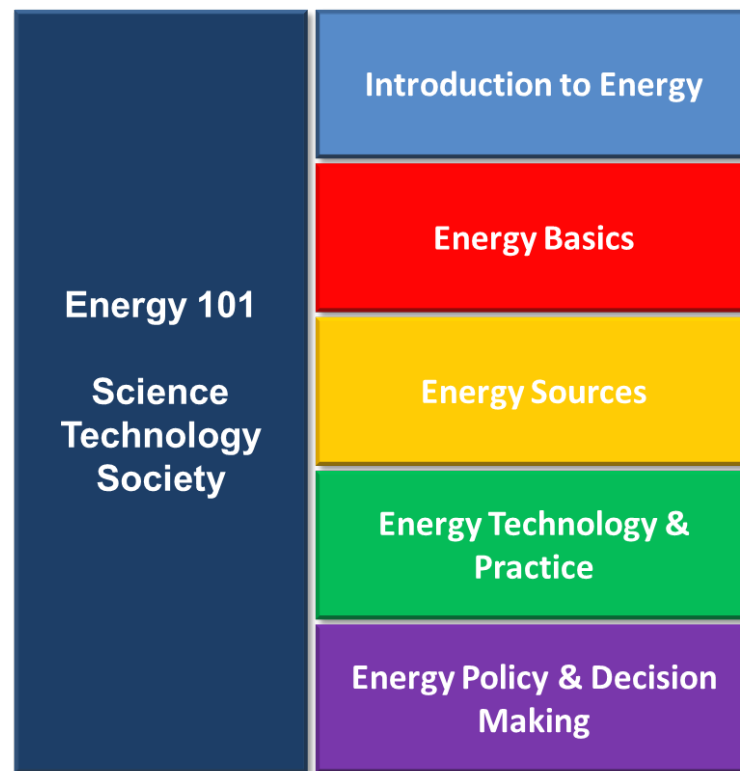 Energy 101
Science
Technology
Society
Introduction to Energy
Energy Basics
Energy Sources
Energy Technology &
Practice
Energy Policy & Decision
Making